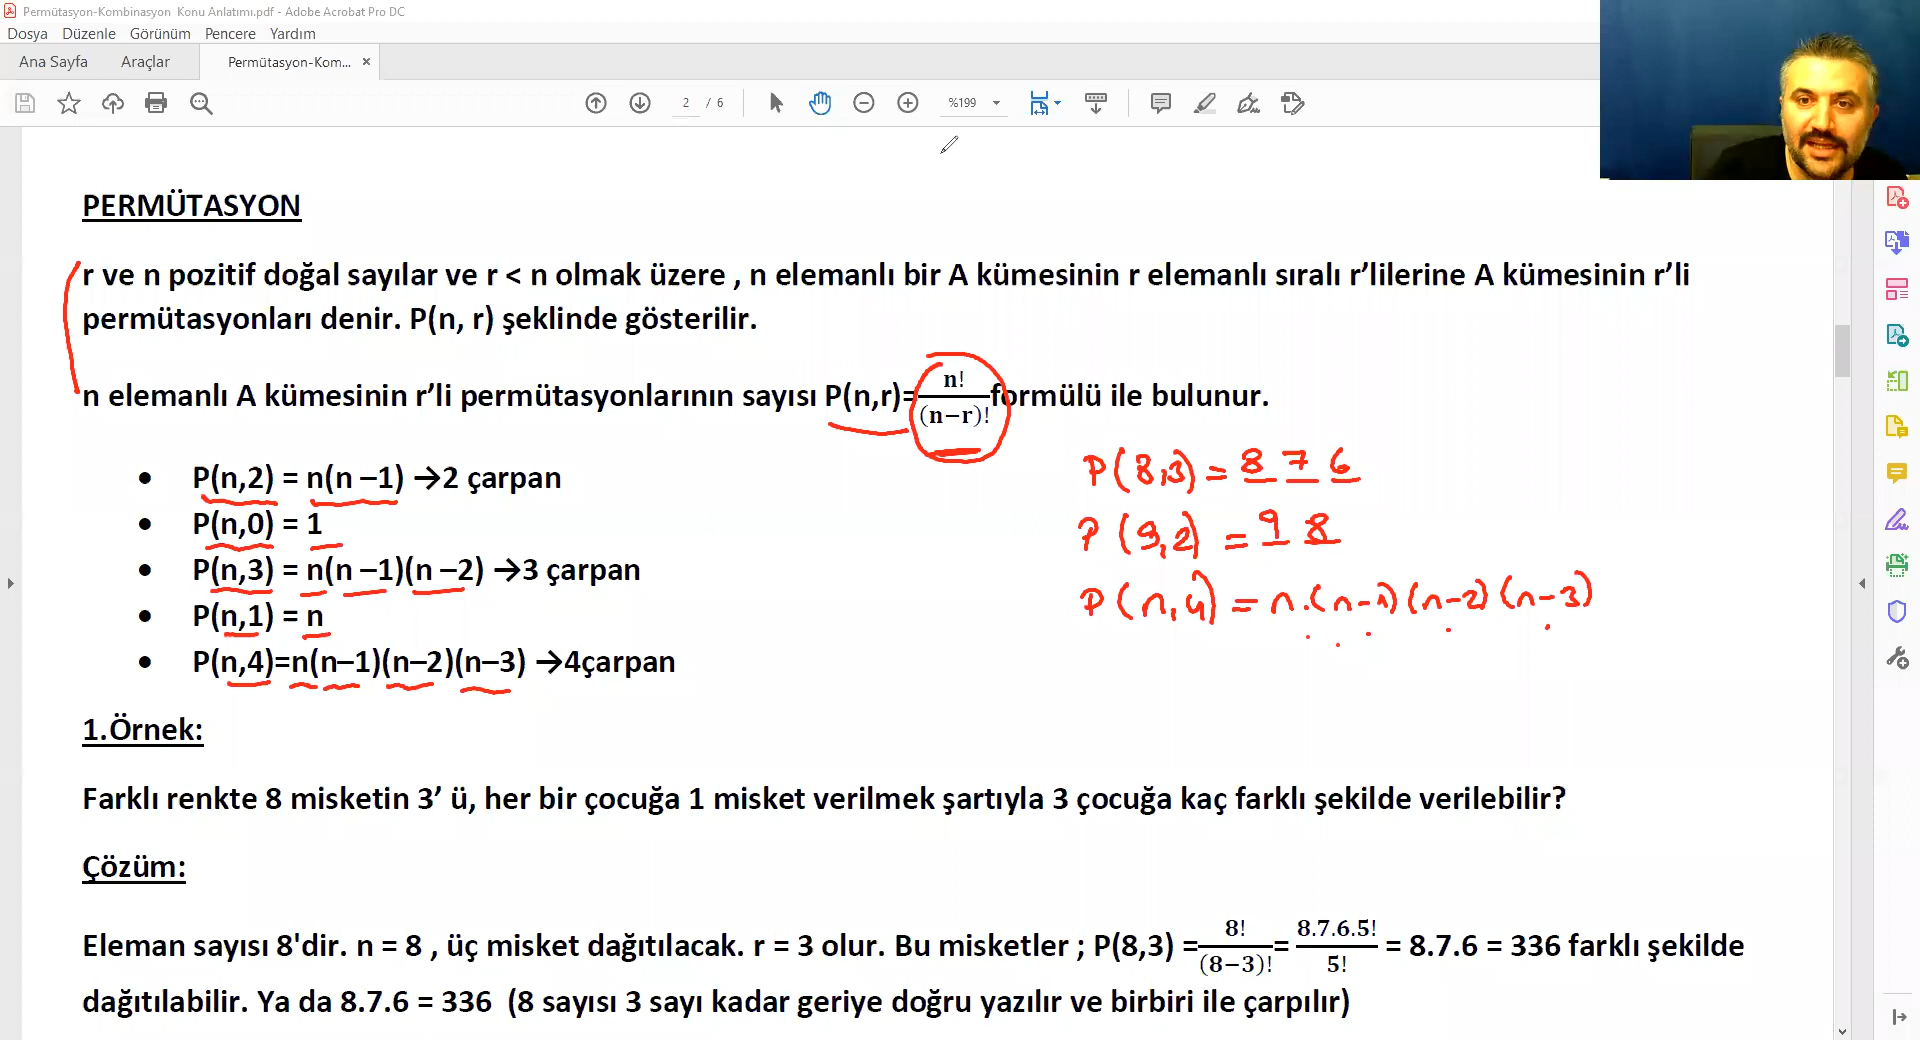 Permütasyon-Kombinasyon Konu Anlatımı.pdf - Adobe Acrobat Pro DC
Dosya Düzenle Görünüm Pencere Yardım
Ana Sayfa Araçlar Permütasyon-Kom... ×
2 / 6 %199
PERMÜTASYON
r ve n pozitif doğal sayılar ve r < n olmak üzere , n elemanlı bir A kümesinin r elemanlı sıralı r’lilerine A kümesinin r’li
permütasyonları denir. P(n, r) şeklinde gösterilir.
n elemanlı A kümesinin r’li permütasyonlarının sayısı P(n,r)= n! / (n−r)! formülü ile bulunur.
• P(n,2) = n(n –1) →2 çarpan
• P(n,0) = 1
• P(n,3) = n(n –1)(n –2) →3 çarpan
• P(n,1) = n
• P(n,4)=n(n–1)(n–2)(n–3) →4çarpan
P(8,3) = 8 7 6
P(9,2) = 9 8
P(n,4) = n.(n-1)(n-2)(n-3)
1.Örnek:
Farklı renkte 8 misketin 3’ ü, her bir çocuğa 1 misket verilmek şartıyla 3 çocuğa kaç farklı şekilde verilebilir?
Çözüm:
Eleman sayısı 8'dir. n = 8 , üç misket dağıtılacak. r = 3 olur. Bu misketler ; P(8,3) = 8! / (8−3)! = 8.7.6.5! / 5! = 8.7.6 = 336 farklı şekilde
dağıtılabilir. Ya da 8.7.6 = 336 (8 sayısı 3 sayı kadar geriye doğru yazılır ve birbiri ile çarpılır)